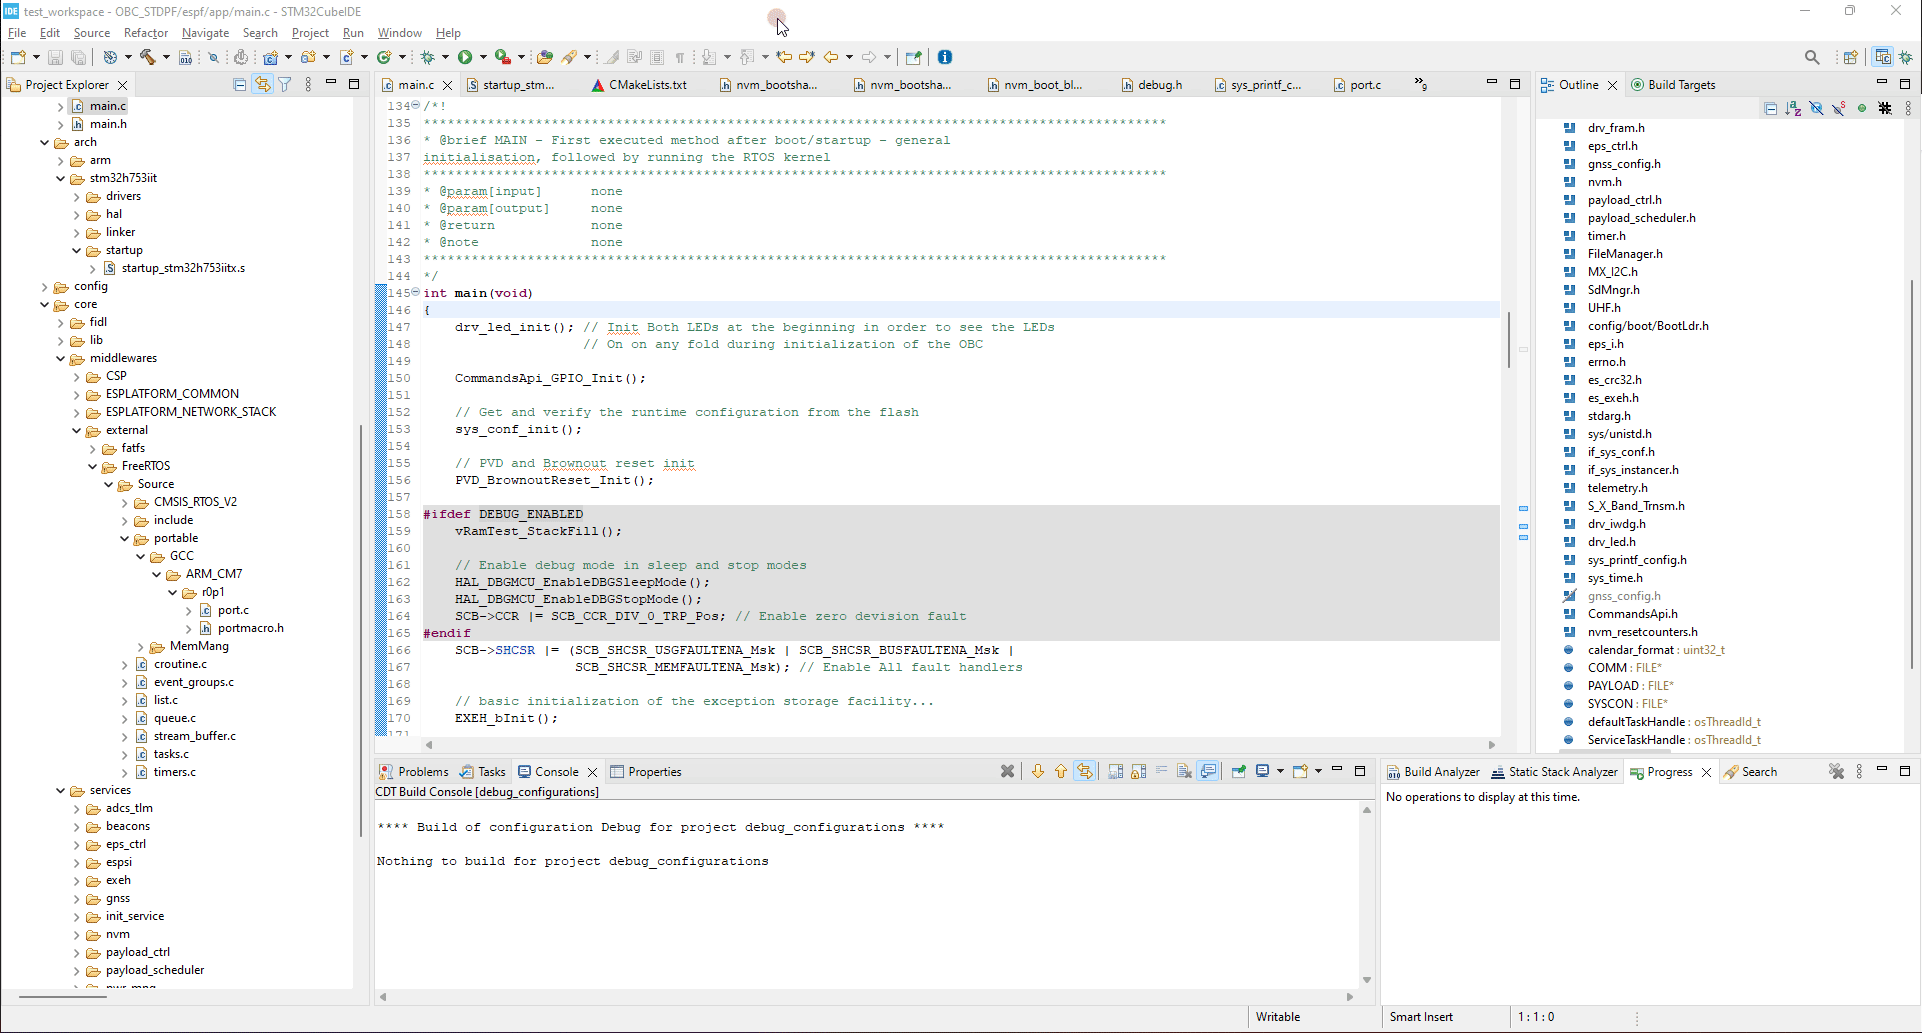 IDE test_workspace - OBC_STDPF/espf/app/main.c - STM32CubeIDE
File Edit Source Refactor Navigate Search Project Run Window Help
Project Explorer
main.c
main.h
arch
arm
stm32h753iit
drivers
hal
linker
startup
startup_stm32h753iitx.s
config
core
fidl
lib
middlewares
CSP
ESPLATFORM_COMMON
ESPLATFORM_NETWORK_STACK
external
fatfs
FreeRTOS
Source
CMSIS_RTOS_V2
include
portable
GCC
ARM_CM7
r0p1
port.c
portmacro.h
MemMang
croutine.c
event_groups.c
list.c
queue.c
stream_buffer.c
tasks.c
timers.c
services
adcs_tlm
beacons
eps_ctrl
espsi
exeh
gnss
init_service
nvm
payload_ctrl
payload_scheduler
main.c startup_stm... CMakeLists.txt nvm_bootsha... nvm_bootsha... nvm_boot_bl... debug.h sys_printf_c... port.c »9
134 /*!
135 *********************************************************************************************
136 * @brief MAIN - First executed method after boot/startup - general
137 initialisation, followed by running the RTOS kernel
138 *********************************************************************************************
139 * @param[input] none
140 * @param[output] none
141 * @return none
142 * @note none
143 *********************************************************************************************
144 */
145 int main(void)
146 {
147 drv_led_init(); // Init Both LEDs at the beginning in order to see the LEDs
148 // On on any fold during initialization of the OBC
149
150 CommandsApi_GPIO_Init();
151
152 // Get and verify the runtime configuration from the flash
153 sys_conf_init();
154
155 // PVD and Brownout reset init
156 PVD_BrownoutReset_Init();
157
158 #ifdef DEBUG_ENABLED
159 vRamTest_StackFill();
160
161 // Enable debug mode in sleep and stop modes
162 HAL_DBGMCU_EnableDBGSleepMode();
163 HAL_DBGMCU_EnableDBGStopMode();
164 SCB->CCR |= SCB_CCR_DIV_0_TRP_Pos; // Enable zero devision fault
165 #endif
166 SCB->SHCSR |= (SCB_SHCSR_USGFAULTENA_Msk | SCB_SHCSR_BUSFAULTENA_Msk |
167 SCB_SHCSR_MEMFAULTENA_Msk); // Enable All fault handlers
168
169 // basic initialization of the exception storage facility...
170 EXEH_bInit();
171
Outline Build Targets
drv_fram.h
eps_ctrl.h
gnss_config.h
nvm.h
payload_ctrl.h
payload_scheduler.h
timer.h
FileManager.h
MX_I2C.h
SdMngr.h
UHF.h
config/boot/BootLdr.h
eps_i.h
errno.h
es_crc32.h
es_exeh.h
stdarg.h
sys/unistd.h
if_sys_conf.h
if_sys_instancer.h
telemetry.h
S_X_Band_Trnsm.h
drv_iwdg.h
drv_led.h
sys_printf_config.h
sys_time.h
gnss_config.h
CommandsApi.h
nvm_resetcounters.h
calendar_format : uint32_t
COMM : FILE*
PAYLOAD : FILE*
SYSCON : FILE*
defaultTaskHandle : osThreadId_t
ServiceTaskHandle : osThreadId_t
Problems Tasks Console Properties
CDT Build Console [debug_configurations]
**** Build of configuration Debug for project debug_configurations ****
Nothing to build for project debug_configurations
Build Analyzer Static Stack Analyzer Progress Search
No operations to display at this time.
Writable Smart Insert 1 : 1 : 0